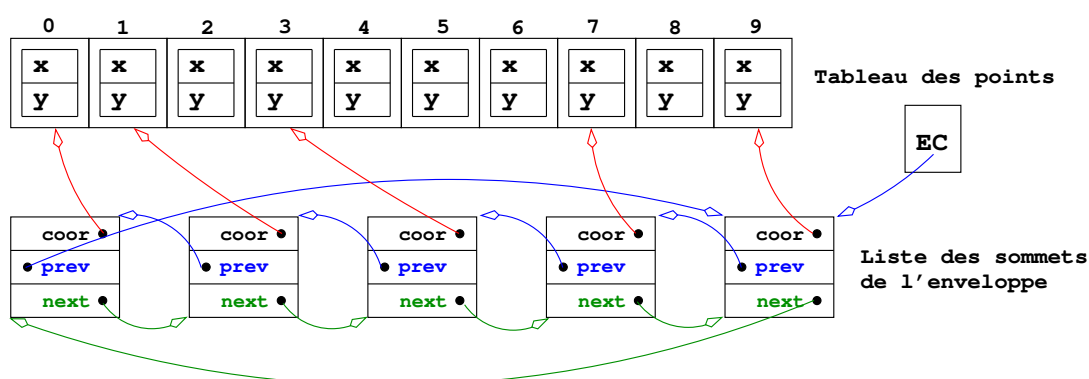 0 1 2 3 4 5 6 7 8 9
x x x x x x x x x x
y y y y y y y y y y
Tableau des points
EC
coor coor coor coor coor
prev prev prev prev prev
next next next next next
Liste des sommets
de l'enveloppe